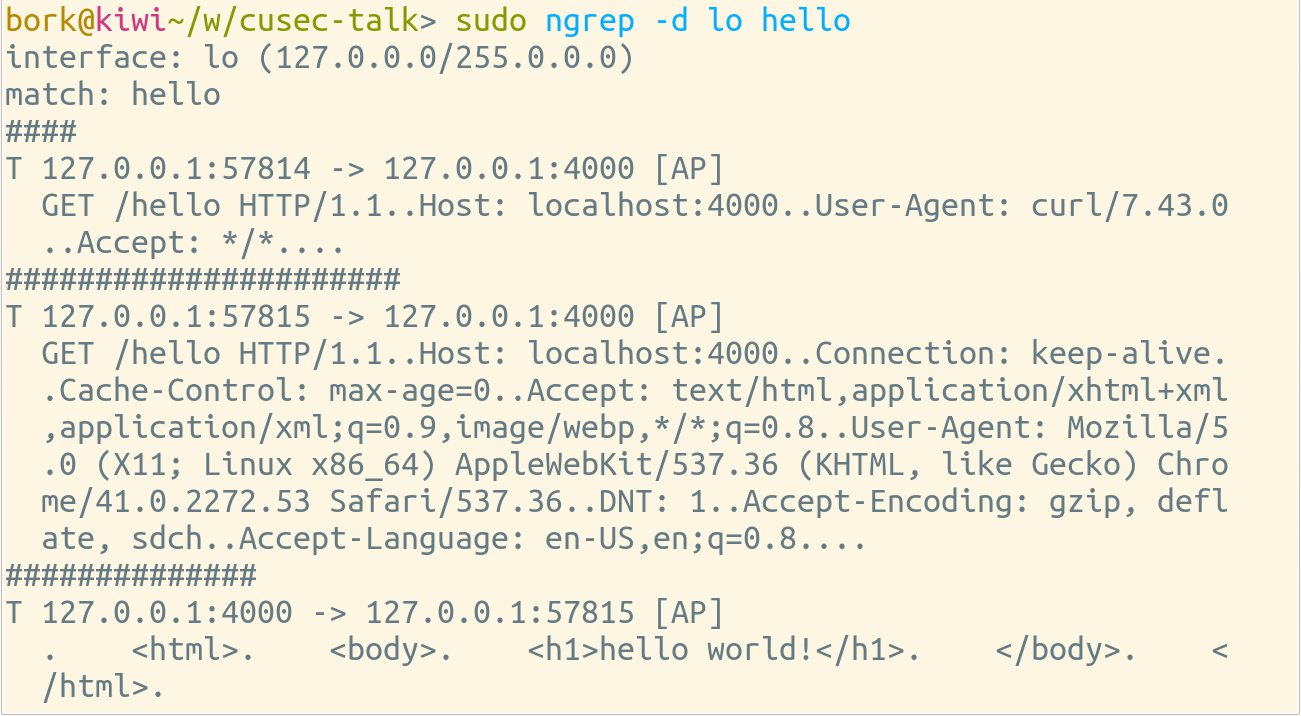 bork@kiwi~/w/cusec-talk> sudo ngrep -d lo hello
interface: lo (127.0.0.0/255.0.0.0)
match: hello
####
T 127.0.0.1:57814 -> 127.0.0.1:4000 [AP]
  GET /hello HTTP/1.1..Host: localhost:4000..User-Agent: curl/7.43.0
  ..Accept: */*....
######################
T 127.0.0.1:57815 -> 127.0.0.1:4000 [AP]
  GET /hello HTTP/1.1..Host: localhost:4000..Connection: keep-alive.
  .Cache-Control: max-age=0..Accept: text/html,application/xhtml+xml
  ,application/xml;q=0.9,image/webp,*/*;q=0.8..User-Agent: Mozilla/5
  .0 (X11; Linux x86_64) AppleWebKit/537.36 (KHTML, like Gecko) Chro
  me/41.0.2272.53 Safari/537.36..DNT: 1..Accept-Encoding: gzip, defl
  ate, sdch..Accept-Language: en-US,en;q=0.8....
##############
T 127.0.0.1:4000 -> 127.0.0.1:57815 [AP]
  .    <html>.    <body>.    <h1>hello world!</h1>.    </body>.    <
  /html>.